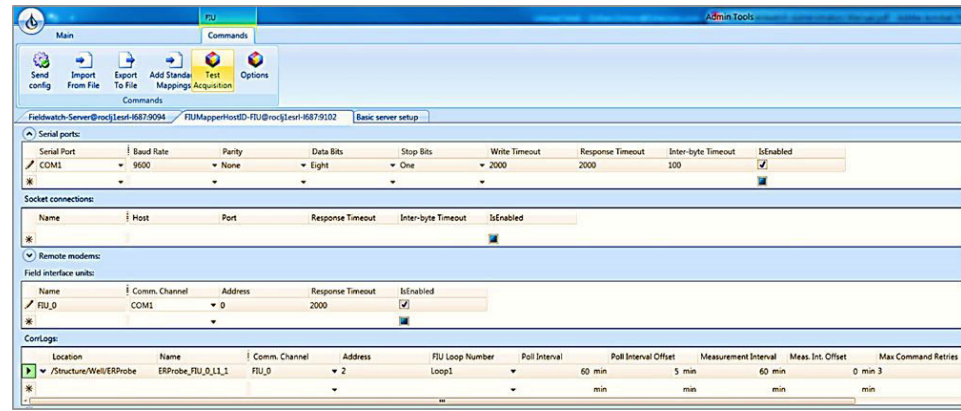 FIU
Admin Tools
Main
Commands
Send config
Import From File
Export To File
Add Standar Mappings
Test Acquisition
Options
Commands
Fieldwatch-Server@roclj1esrl-I687:9094
FIUMapperHostID-FIU@roclj1esrl-I687:9102
Basic server setup
Serial ports:
Serial Port Baud Rate Parity Data Bits Stop Bits Write Timeout Response Timeout Inter-byte Timeout IsEnabled
COM1 9600 None Eight One 2000 2000 100
Socket connections:
Name Host Port Response Timeout Inter-byte Timeout IsEnabled
Remote modems:
Field interface units:
Name Comm. Channel Address Response Timeout IsEnabled
FIU_0 COM1 0 2000
CorrLogs:
Location Name Comm. Channel Address FIU Loop Number Poll Interval Poll Interval Offset Measurement Interval Meas. Int. Offset Max Command Retries
/Structure/Well/ERProbe ERProbe_FIU_0_L1_1 FIU_0 2 Loop1 60 min 5 min 60 min 0 min 3
min min min min